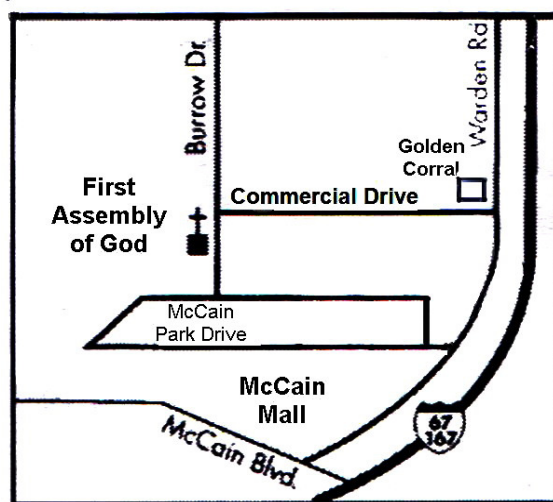 Burrow Dr.
Warden Rd
Golden
Corral
First
Assembly
of God
Commercial Drive
McCain
Park Drive
McCain
Mall
McCain Blvd.
67
167